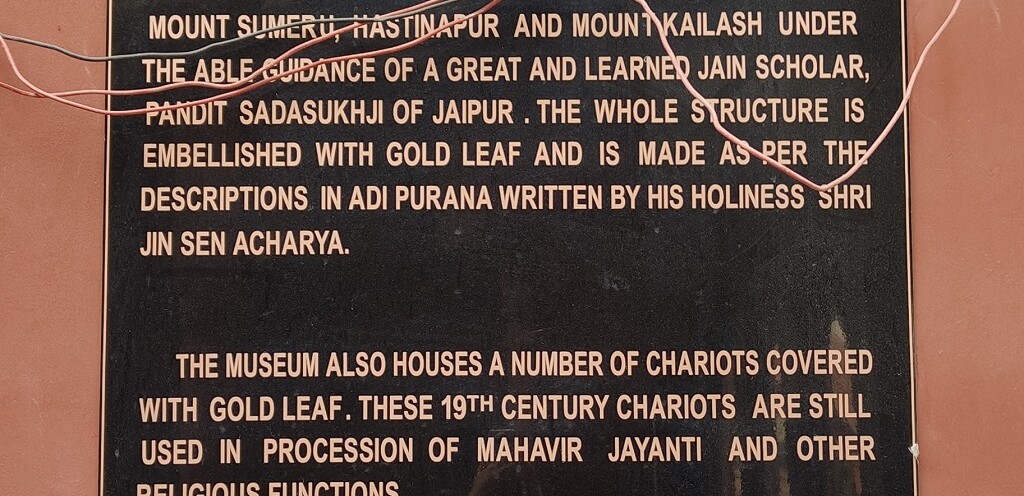 MOUNT SUMERU, HASTINAPUR AND MOUNT KAILASH UNDER
THE ABLE GUIDANCE OF A GREAT AND LEARNED JAIN SCHOLAR,
PANDIT SADASUKHJI OF JAIPUR . THE WHOLE STRUCTURE IS
EMBELLISHED WITH GOLD LEAF AND IS MADE AS PER THE
DESCRIPTIONS IN ADI PURANA WRITTEN BY HIS HOLINESS SHRI
JIN SEN ACHARYA.
THE MUSEUM ALSO HOUSES A NUMBER OF CHARIOTS COVERED
WITH GOLD LEAF. THESE 19TH CENTURY CHARIOTS ARE STILL
USED IN PROCESSION OF MAHAVIR JAYANTI AND OTHER
RELIGIOUS FUNCTIONS.